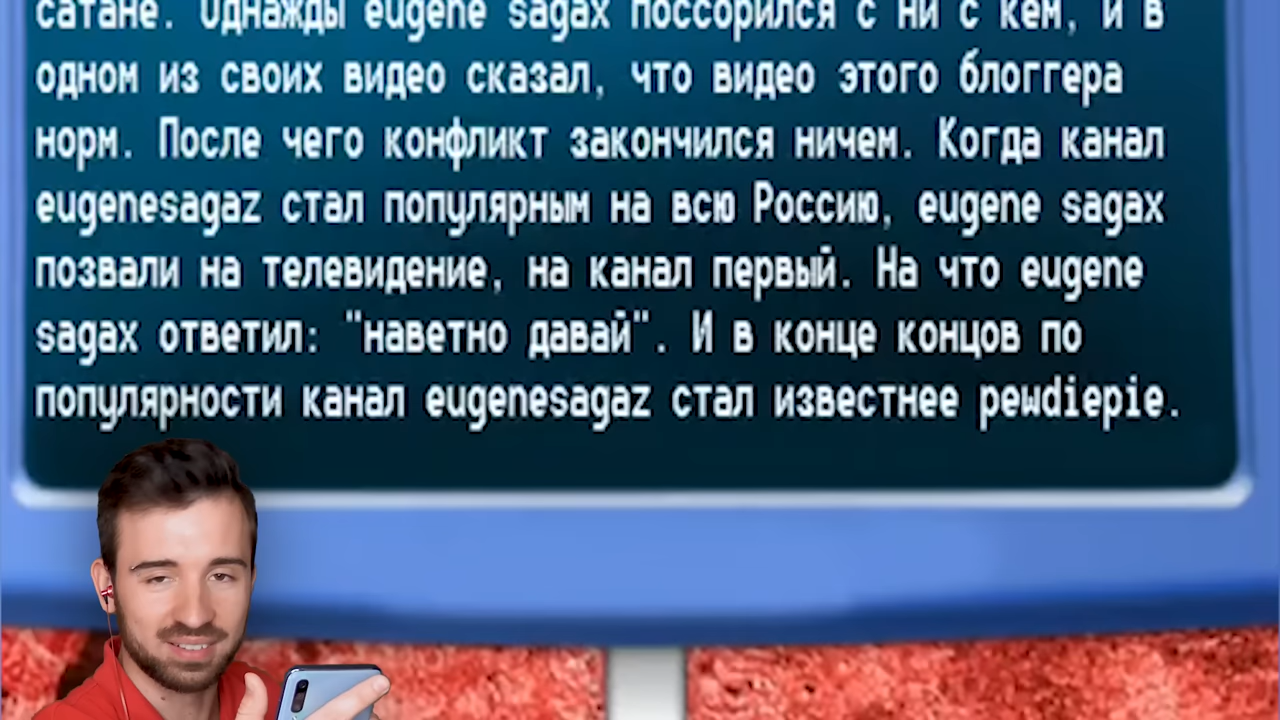 сатане. Однажды eugene sagax поссорился с ни с кем, и в
одном из своих видео сказал, что видео этого блоггера
норм. После чего конфликт закончился ничем. Когда канал
eugenesagaz стал популярным на всю Россию, eugene sagax
позвали на телевидение, на канал первый. На что eugene
sagax ответил: "наветно давай". И в конце концов по
популярности канал eugenesagaz стал известнее pewdiepie.